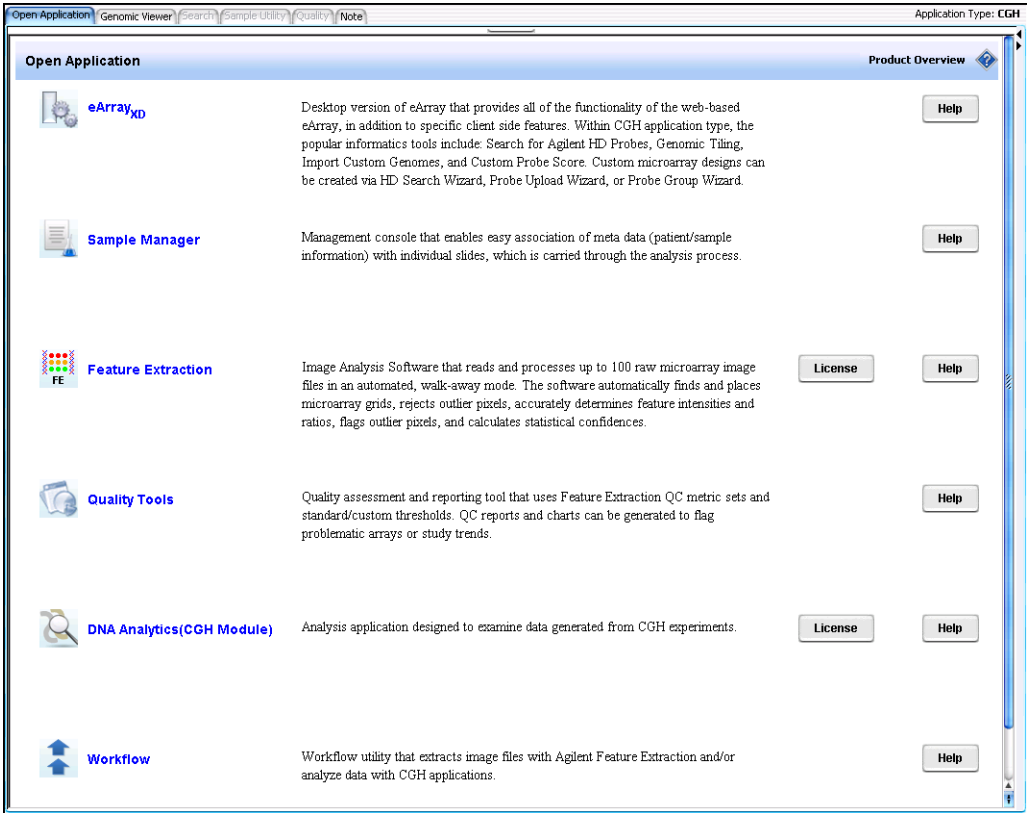 Open Application Genomic Viewer Search Sample Utility Quality Note Application Type: CGH
Open Application Product Overview ?
eArrayXD
Desktop version of eArray that provides all of the functionality of the web-based
eArray, in addition to specific client side features. Within CGH application type, the
popular informatics tools include: Search for Agilent HD Probes, Genomic Tiling,
Import Custom Genomes, and Custom Probe Score. Custom microarray designs can
be created via HD Search Wizard, Probe Upload Wizard, or Probe Group Wizard.
Help
Sample Manager
Management console that enables easy association of meta data (patient/sample
information) with individual slides, which is carried through the analysis process.
Help
FE
Feature Extraction
Image Analysis Software that reads and processes up to 100 raw microarray image
files in an automated, walk-away mode. The software automatically finds and places
microarray grids, rejects outlier pixels, accurately determines feature intensities and
ratios, flags outlier pixels, and calculates statistical confidences.
License Help
Quality Tools
Quality assessment and reporting tool that uses Feature Extraction QC metric sets and
standard/custom thresholds. QC reports and charts can be generated to flag
problematic arrays or study trends.
Help
DNA Analytics(CGH Module)
Analysis application designed to examine data generated from CGH experiments.
License Help
Workflow
Workflow utility that extracts image files with Agilent Feature Extraction and/or
analyze data with CGH applications.
Help